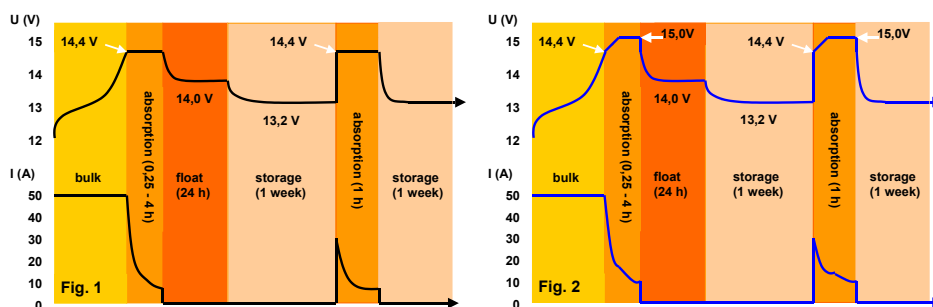 U (V)
15
14
13
12
14,4 V
14,0 V
13,2 V
14,4 V
absorption (0,25 - 4 h)
absorption (1 h)
I (A)
50
40
30
20
10
0
bulk
float
(24 h)
storage
(1 week)
storage
(1 week)
Fig. 1
U (V)
15
14
13
12
14,4 V
15,0V
14,0 V
13,2 V
14,4 V
15,0V
absorption (0,25 - 4 h)
absorption (1 h)
I (A)
50
40
30
20
10
0
bulk
float
(24 h)
storage
(1 week)
storage
(1 week)
Fig. 2